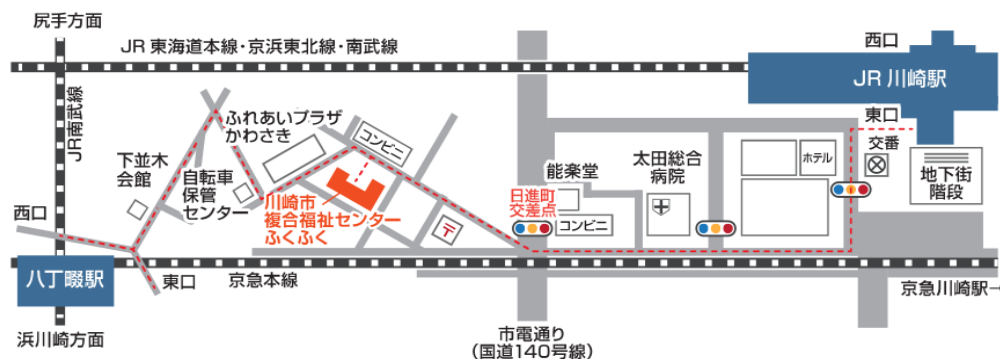 尻手方面
JR 東海道本線・京浜東北線・南武線
西口
JR 川崎駅
東口
JR南武線
ふれあいプラザ
かわさき
コンビニ
下並木
会館
自転車
保管
センター
川崎市
複合福祉センター
ふくふく
〒
能楽堂
日進町
交差点
コンビニ
太田総合
病院
ホテル
交番
地下街
階段
西口
八丁畷駅
東口
京急本線
京急川崎駅→
浜川崎方面
市電通り
(国道140号線)